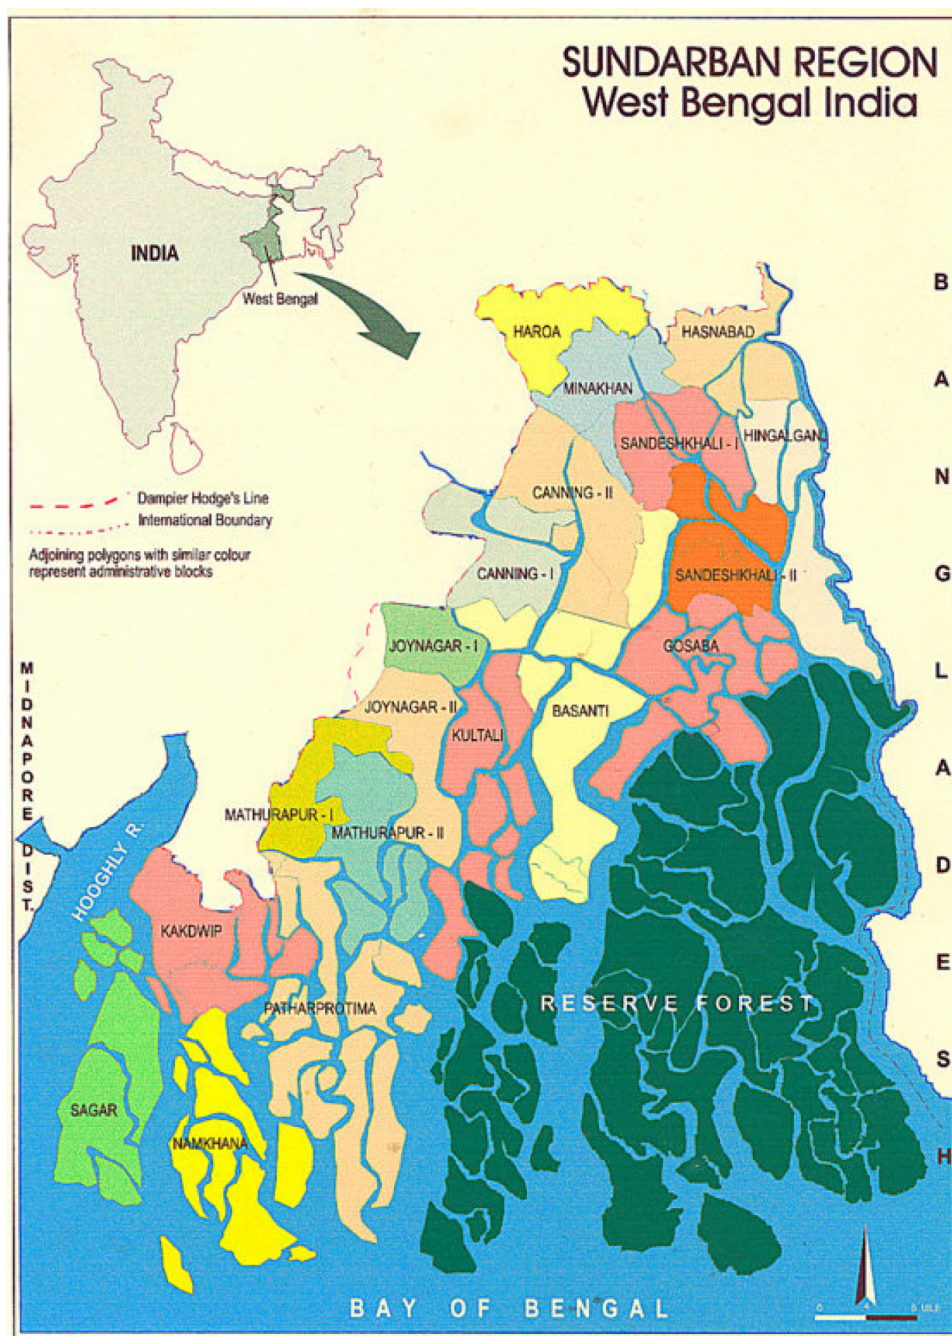 SUNDARBAN REGION
West Bengal India
INDIA
West Bengal
Dampier Hodge's Line
International Boundary
Adjoining polygons with similar colour
represent administrative blocks
HAROA
HASNABAD
MINAKHAN
SANDESHKHALI - I
HINGALGANJ
CANNING - II
CANNING - I
SANDESHKHALI - II
JOYNAGAR - I
GOSABA
JOYNAGAR - II
KULTALI
BASANTI
MATHURAPUR - I
MATHURAPUR - II
MIDNAPORE DIST.
HOOGHLY R.
KAKDWIP
PATHARPROTIMA
RESERVE FOREST
SAGAR
NAMKHANA
BANGLADESH
BAY OF BENGAL